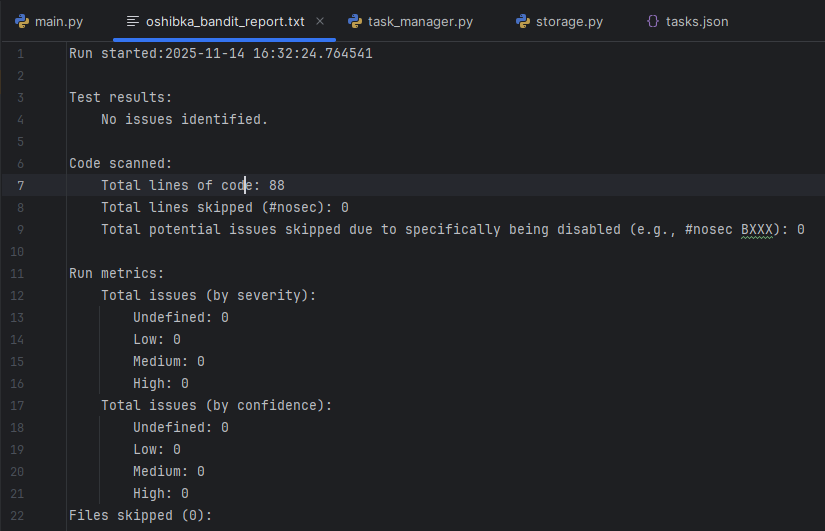 main.py oshibka_bandit_report.txt task_manager.py storage.py {} tasks.json
1 Run started:2025-11-14 16:32:24.764541
2
3 Test results:
4 No issues identified.
5
6 Code scanned:
7 Total lines of code: 88
8 Total lines skipped (#nosec): 0
9 Total potential issues skipped due to specifically being disabled (e.g., #nosec BXXX): 0
10
11 Run metrics:
12 Total issues (by severity):
13 Undefined: 0
14 Low: 0
15 Medium: 0
16 High: 0
17 Total issues (by confidence):
18 Undefined: 0
19 Low: 0
20 Medium: 0
21 High: 0
22 Files skipped (0):